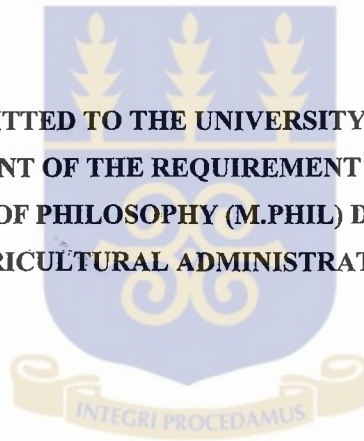 ITTED TO THE UNIVERSITY
NT OF THE REQUIREMENT
OF PHILOSOPHY (M.PHIL) D
RICULTURAL ADMINISTRAT
INTEGRI PROCEDAMUS